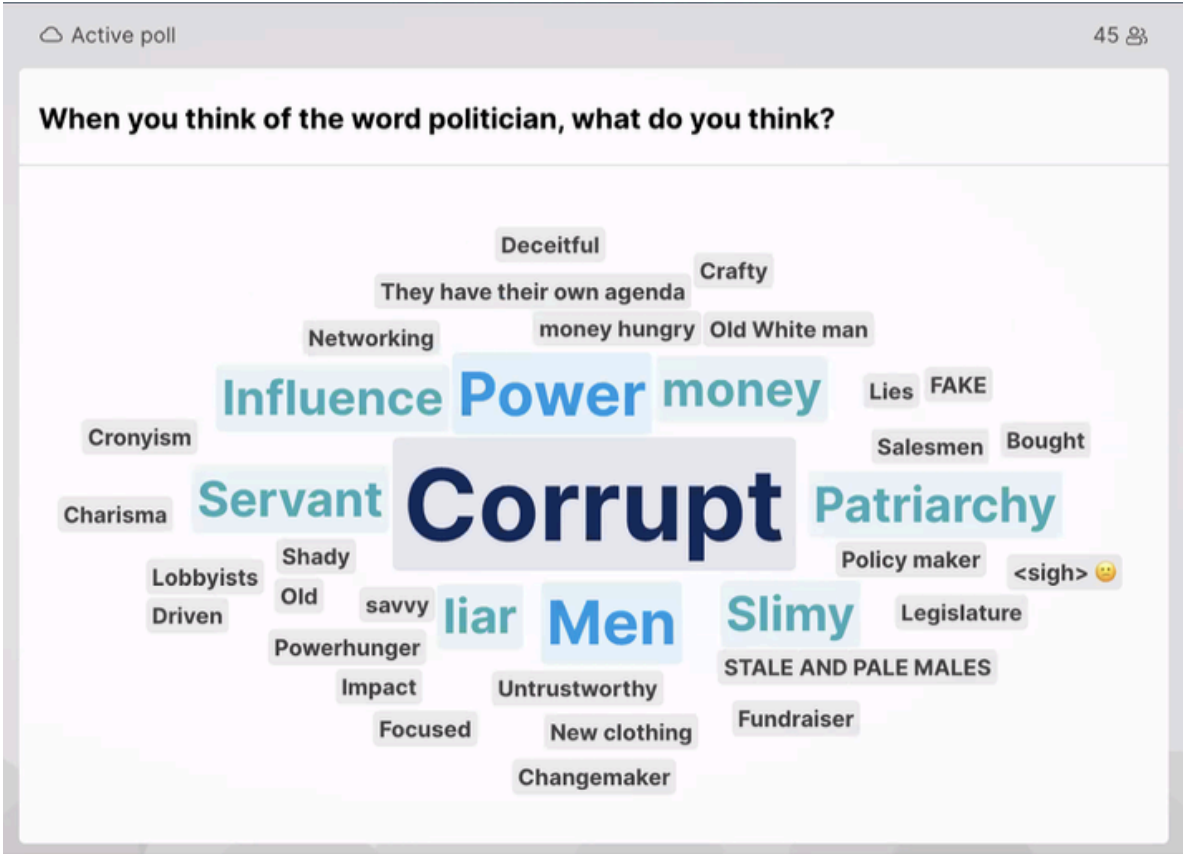 Active poll
45
When you think of the word politician, what do you think?
Deceitful
Crafty
They have their own agenda
Networking
money hungry
Old White man
Influence
Power
money
Lies
FAKE
Cronyism
Salesmen
Bought
Charisma
Servant
Corrupt
Patriarchy
Shady
Policy maker
<sigh> 😕
Lobbyists
Old
Driven
savvy
liar
Men
Slimy
Legislature
Powerhunger
STALE AND PALE MALES
Impact
Untrustworthy
Focused
New clothing
Fundraiser
Changemaker